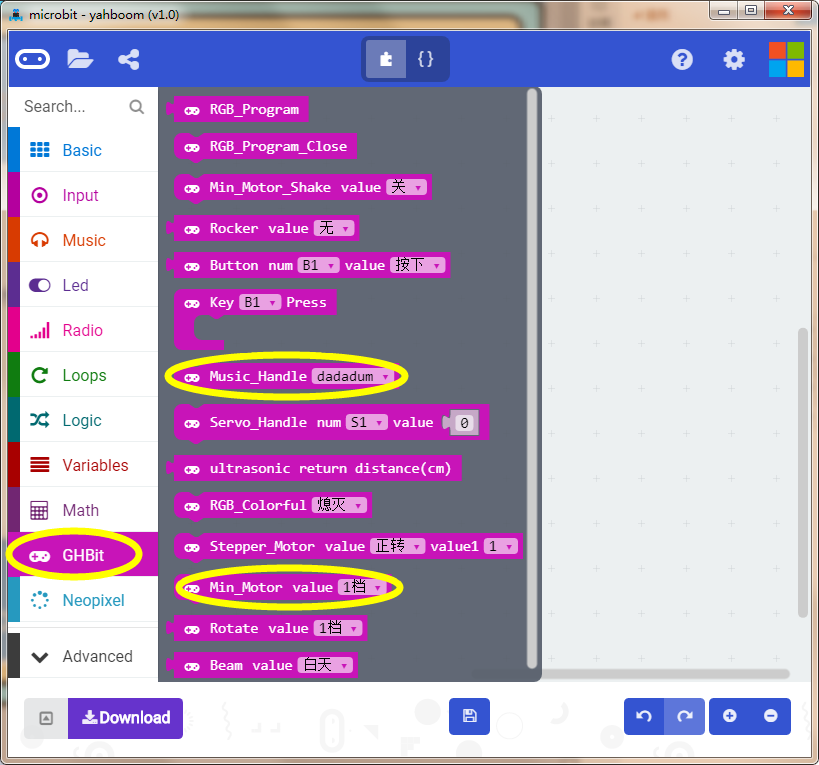 microbit - yahboom (v1.0)
{ }
Search...
Basic
Input
Music
Led
Radio
Loops
Logic
Variables
Math
GHBit
Neopixel
Advanced
RGB_Program
RGB_Program_Close
Min_Motor_Shake value 关
Rocker value 无
Button num B1 value 按下
Key B1 Press
Music_Handle dadadum
Servo_Handle num S1 value 0
ultrasonic return distance(cm)
RGB_Colorful 熄灭
Stepper_Motor value 正转 value1 1
Min_Motor value 1档
Rotate value 1档
Beam value 白天
Download